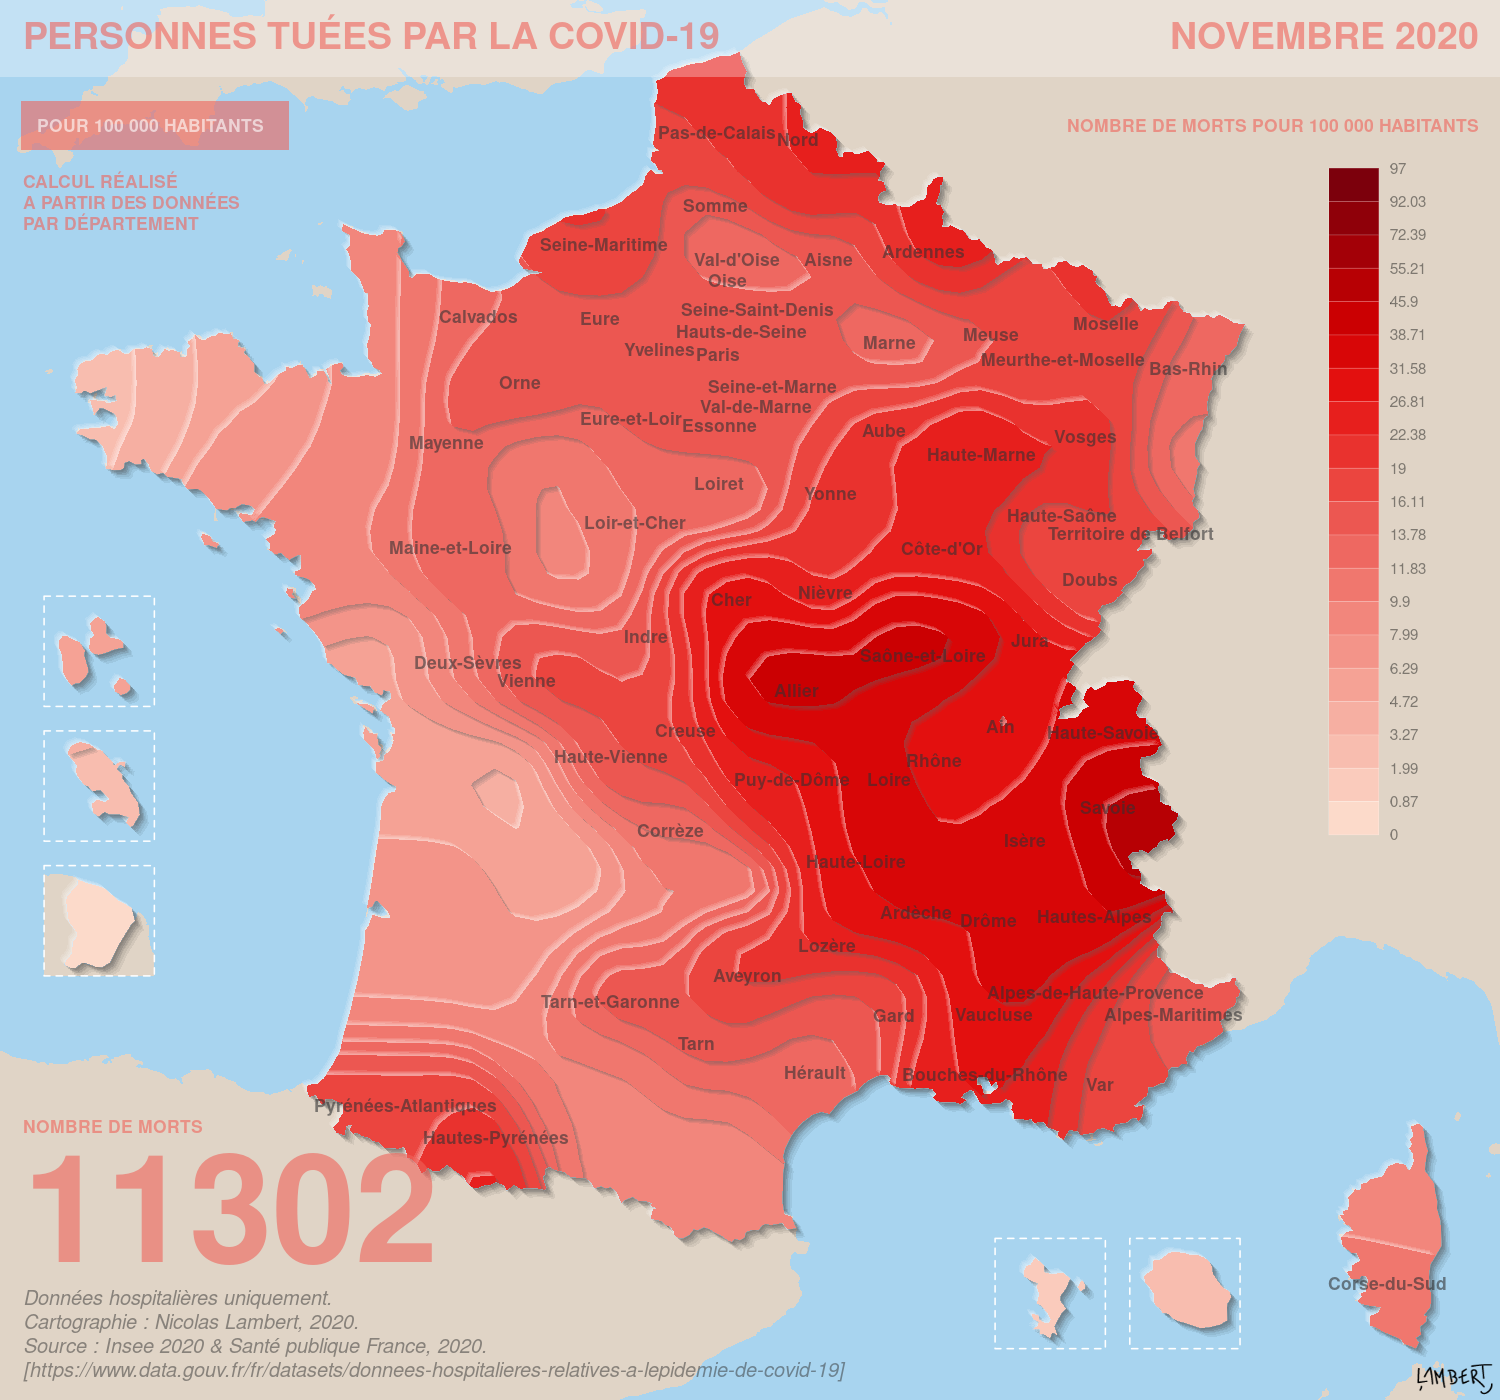 PERSONNES TUÉES PAR LA COVID-19
NOVEMBRE 2020
POUR 100 000 HABITANTS
CALCUL RÉALISÉ
A PARTIR DES DONNÉES
PAR DÉPARTEMENT
NOMBRE DE MORTS POUR 100 000 HABITANTS
97
92.03
72.39
55.21
45.9
38.71
31.58
26.81
22.38
19
16.11
13.78
11.83
9.9
7.99
6.29
4.72
3.27
1.99
0.87
0
Pas-de-Calais
Nord
Somme
Seine-Maritime
Ardennes
Val-d'Oise
Aisne
Oise
Seine-Saint-Denis
Calvados
Eure
Moselle
Hauts-de-Seine
Meuse
Marne
Yvelines
Paris
Meurthe-et-Moselle
Bas-Rhin
Orne
Seine-et-Marne
Val-de-Marne
Eure-et-Loir
Essonne
Aube
Vosges
Mayenne
Haute-Marne
Loiret
Yonne
Loir-et-Cher
Haute-Saône
Territoire de Belfort
Maine-et-Loire
Côte-d'Or
Doubs
Cher
Nièvre
Indre
Jura
Saône-et-Loire
Deux-Sèvres
Vienne
Allier
Creuse
Ain
Haute-Savoie
Haute-Vienne
Rhône
Puy-de-Dôme
Loire
Savoie
Corrèze
Isère
Haute-Loire
Ardèche
Drôme
Hautes-Alpes
Lozère
Aveyron
Alpes-de-Haute-Provence
Tarn-et-Garonne
Gard
Vaucluse
Alpes-Maritimes
Tarn
Hérault
Bouches-du-Rhône
Var
Pyrénées-Atlantiques
Hautes-Pyrénées
Corse-du-Sud
NOMBRE DE MORTS
11302
Données hospitalières uniquement.
Cartographie : Nicolas Lambert, 2020.
Source : Insee 2020 & Santé publique France, 2020.
[https://www.data.gouv.fr/fr/datasets/donnees-hospitalieres-relatives-a-lepidemie-de-covid-19]
LAMBERT